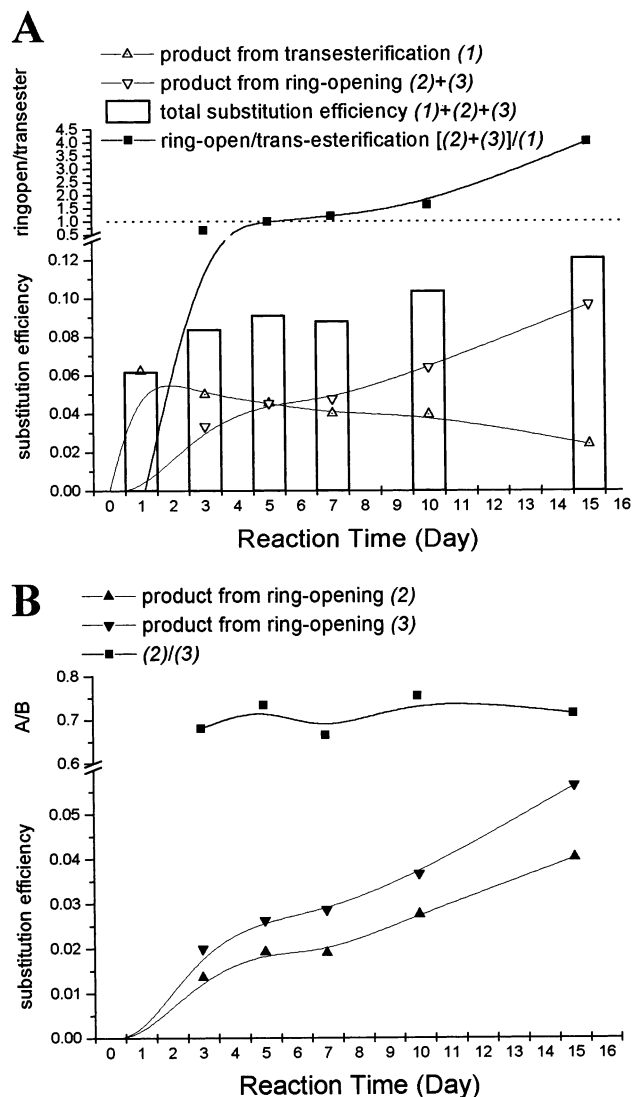 A
product from transesterification (1)
product from ring-opening (2)+(3)
total substitution efficiency (1)+(2)+(3)
ring-open/trans-esterification [(2)+(3)]/(1)
ringopen/transester
4.5
4.0
3.5
3.0
2.5
2.0
1.5
1.0
0.5
substitution efficiency
0.12
0.10
0.08
0.06
0.04
0.02
0.00
0 1 2 3 4 5 6 7 8 9 10 11 12 13 14 15 16
Reaction Time (Day)
B
product from ring-opening (2)
product from ring-opening (3)
(2)/(3)
A/B
0.8
0.7
0.6
substitution efficiency
0.05
0.04
0.03
0.02
0.01
0.00
0 1 2 3 4 5 6 7 8 9 10 11 12 13 14 15 16
Reaction Time (Day)